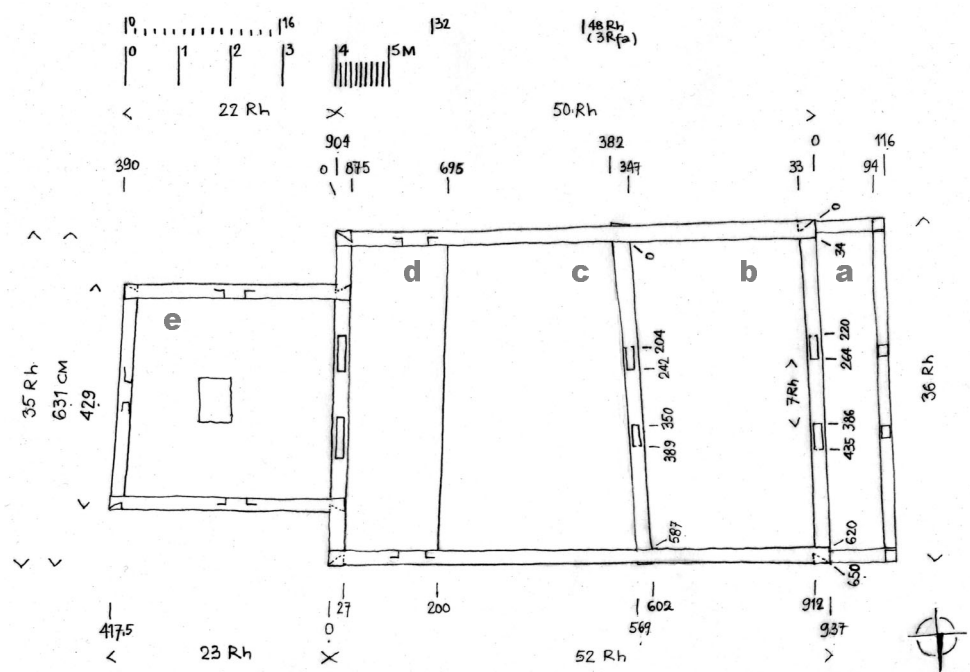 0 16 32 48 Rh
(3Rfa)
0 1 2 3 4 5 M
22 Rh 50 Rh
904 382 0 116
390 0 875 695 347 33 94
0
34
0
d c b a
e
204
242
220
264
7Rh
350
389
386
435
35 Rh
631 CM
429
36 Rh
587
620
650
27 200 602 912
417.5 0 569 937
23 Rh 52 Rh